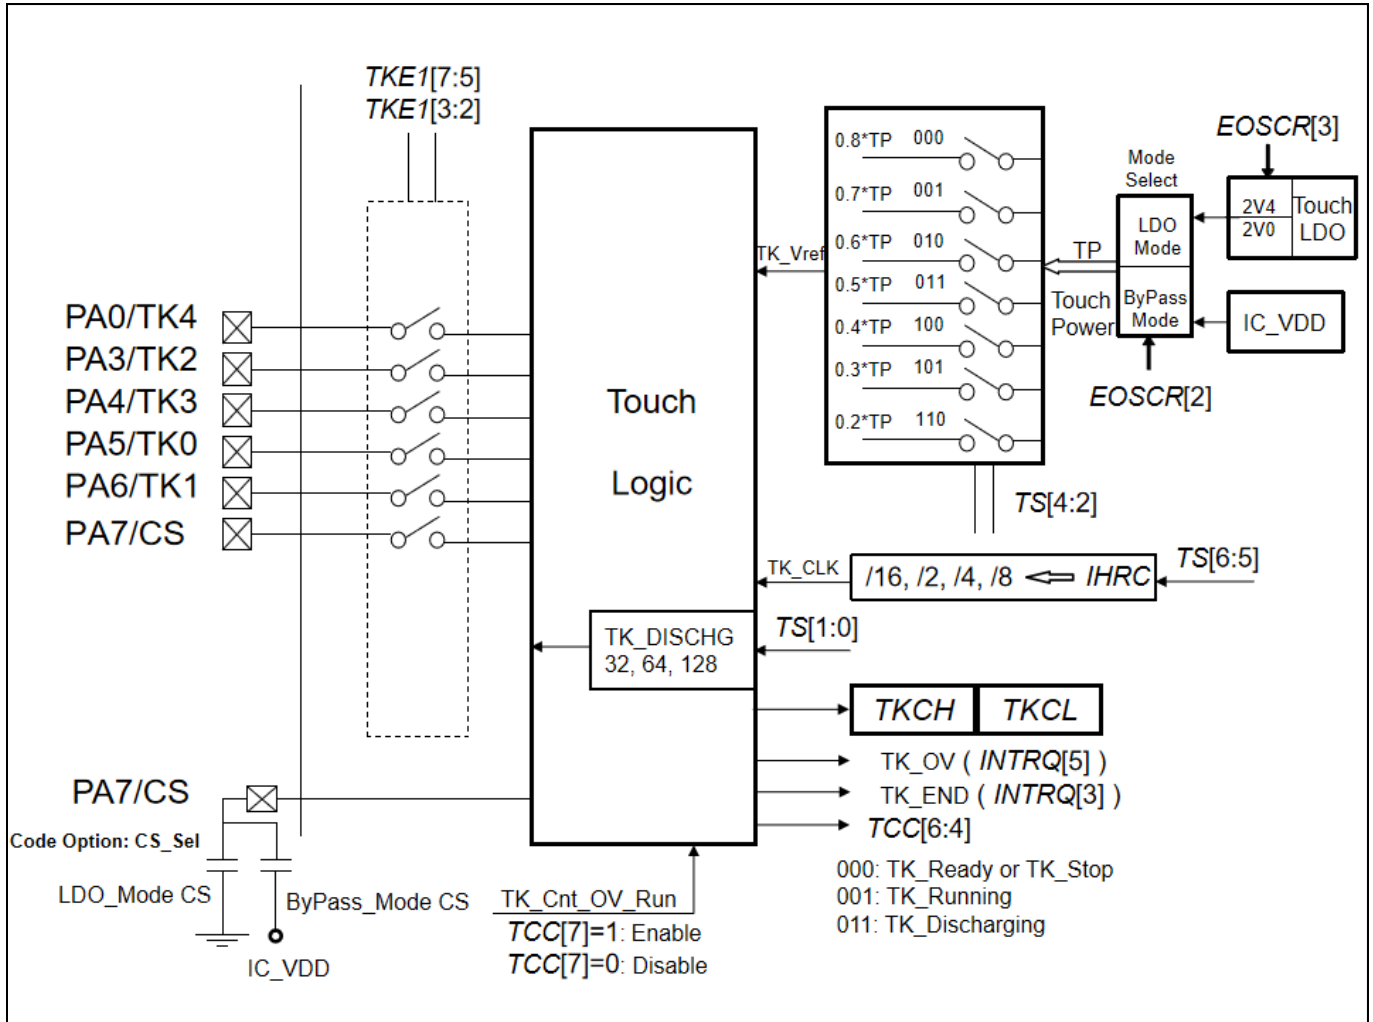 TKE1[7:5]
TKE1[3:2]
PA0/TK4
PA3/TK2
PA4/TK3
PA5/TK0
PA6/TK1
PA7/CS
Touch
Logic
TK_Vref
0.8*TP 000
0.7*TP 001
0.6*TP 010
0.5*TP 011
0.4*TP 100
0.3*TP 101
0.2*TP 110
TS[4:2]
TP
Touch
Power
Mode
Select
LDO
Mode
ByPass
Mode
EOSCR[3]
2V4
2V0
Touch
LDO
IC_VDD
EOSCR[2]
TK_CLK
/16, /2, /4, /8 IHRC
TS[6:5]
TK_DISCHG
32, 64, 128
TS[1:0]
TKCH TKCL
TK_OV ( INTRQ[5] )
TK_END ( INTRQ[3] )
TCC[6:4]
000: TK_Ready or TK_Stop
001: TK_Running
011: TK_Discharging
PA7/CS
Code Option: CS_Sel
LDO_Mode CS
ByPass_Mode CS
IC_VDD
TK_Cnt_OV_Run
TCC[7]=1: Enable
TCC[7]=0: Disable